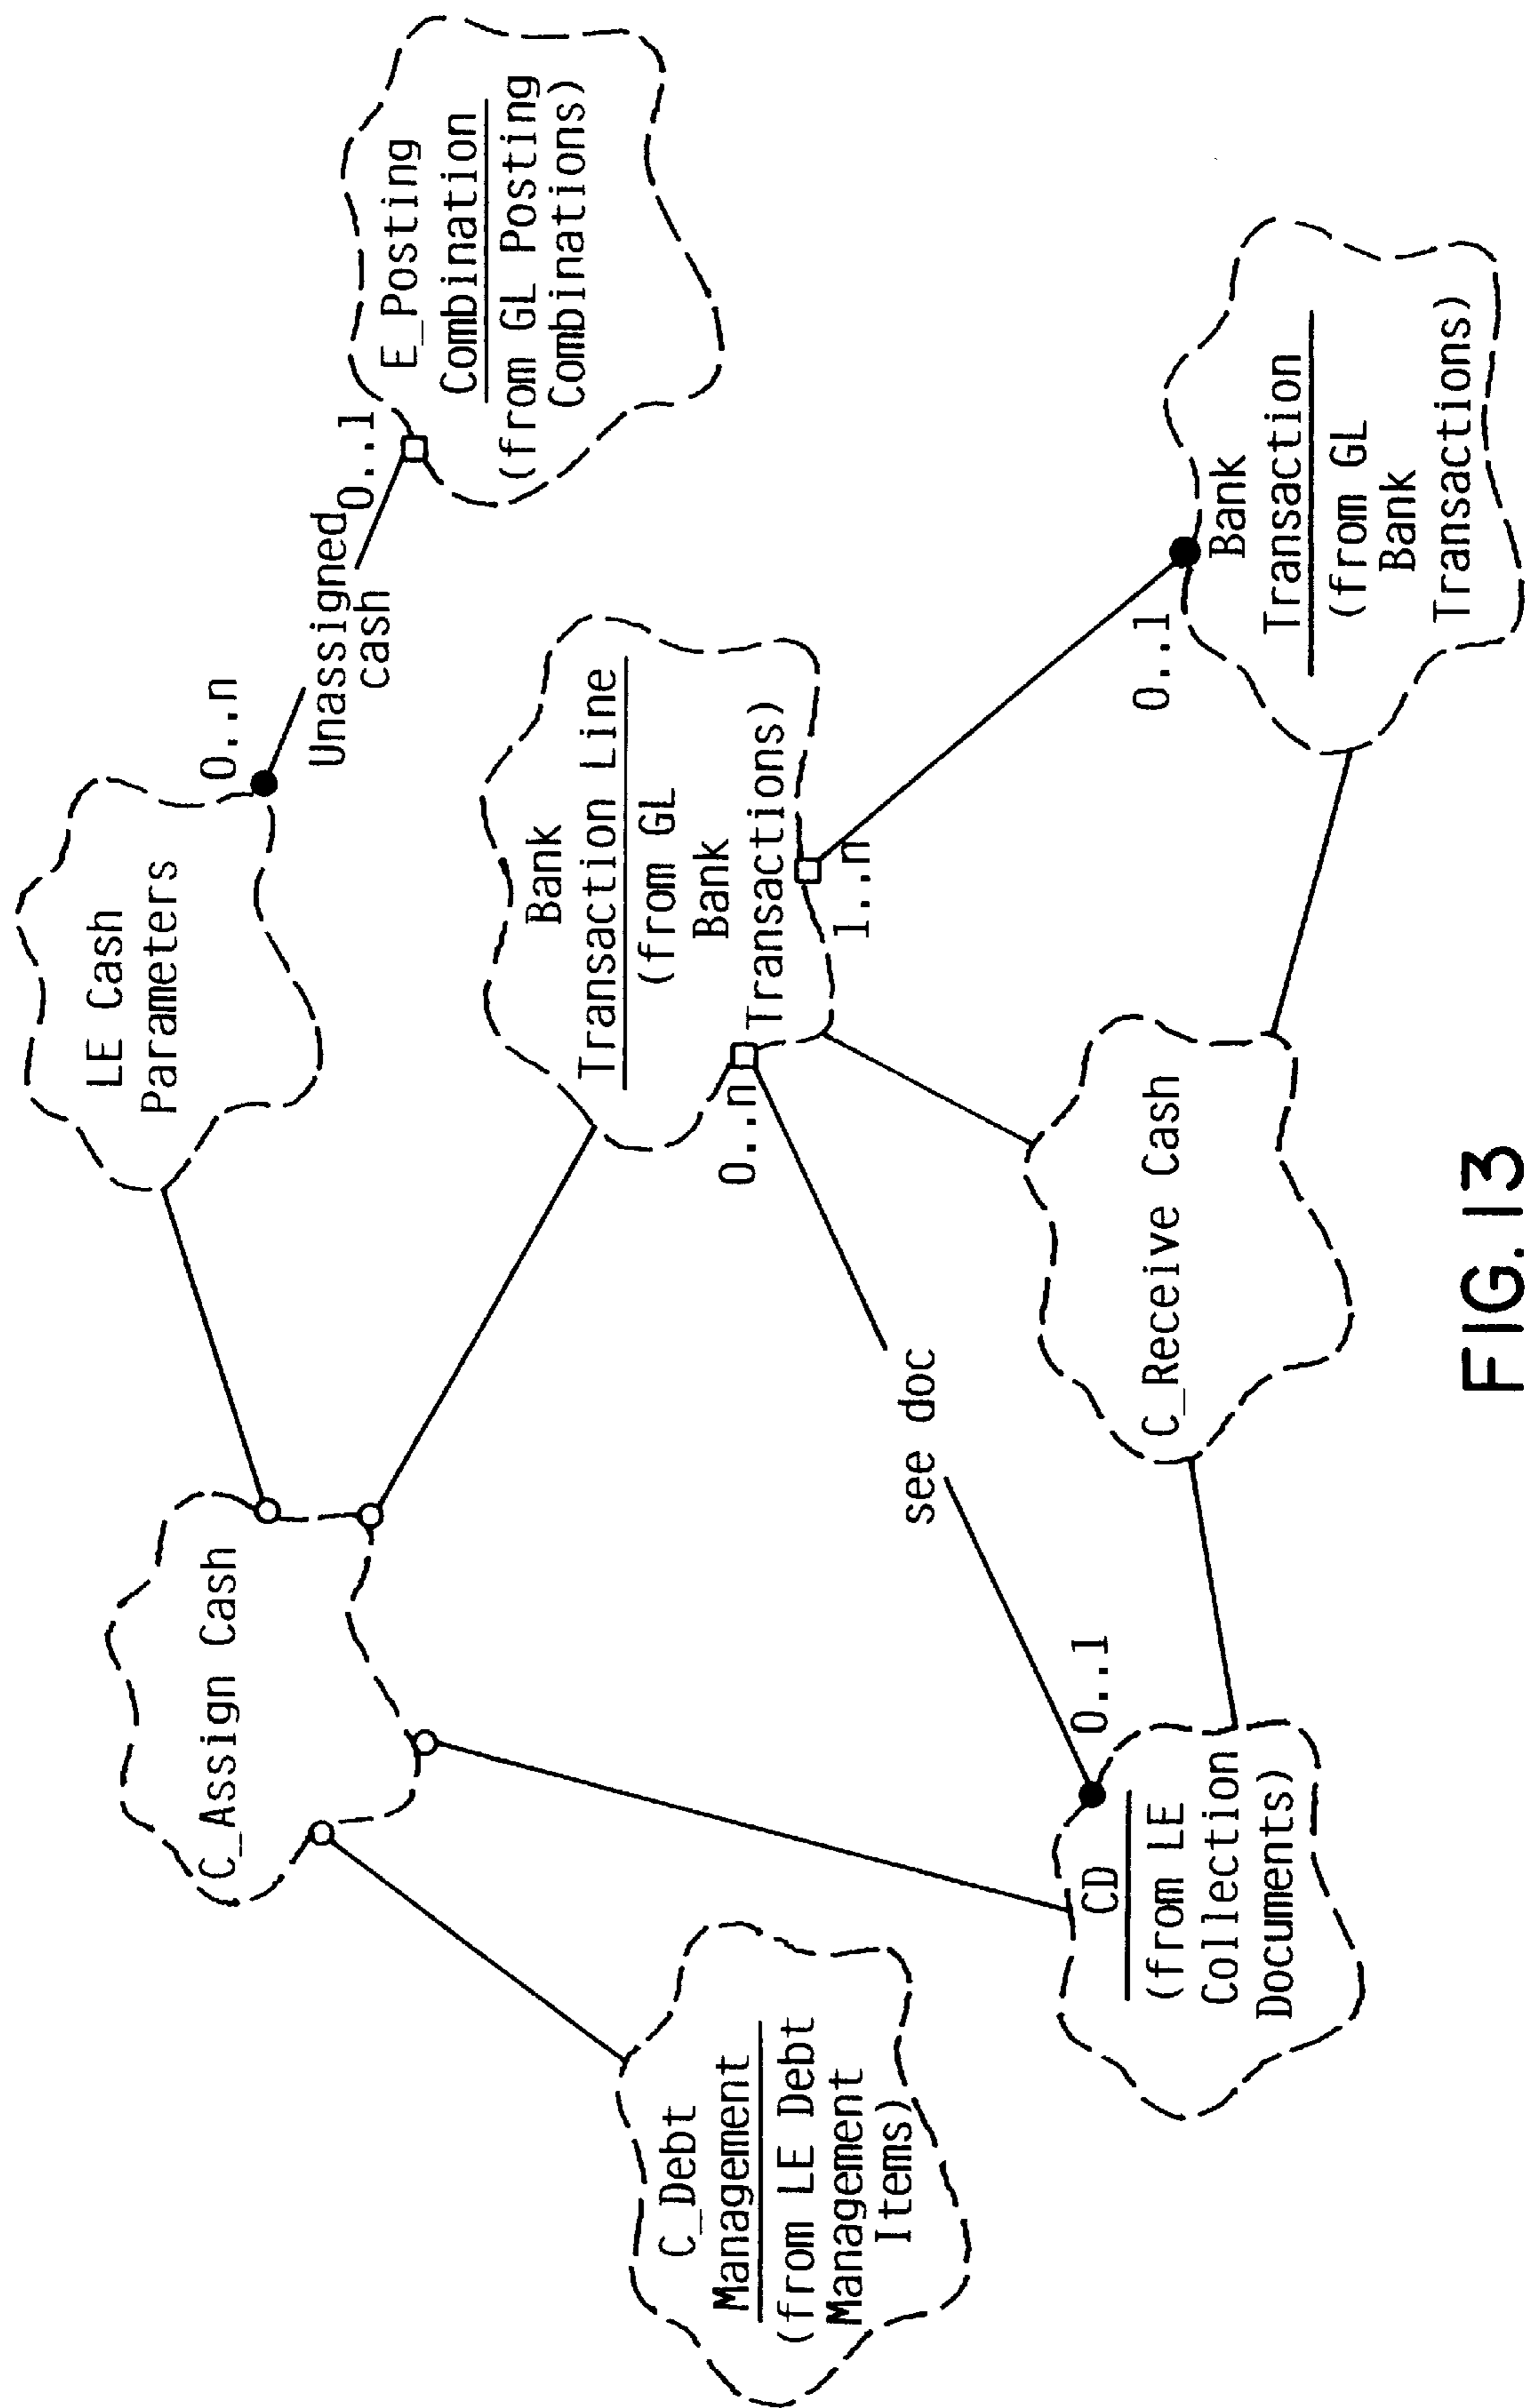 LE Cash
Parameters
0..n
Unassigned
cash
0..1
E_Posting
Combination
(from GL Posting
Combinations)
C_Assign Cash
Bank
Transaction Line
(from GL
Bank
Transactions)
0..n
1..n
C_Debt
Management
(from LE Debt
Management
Items)
see doc
0..1
CD
(from LE
Collection
Documents)
C_Receive Cash
0..1
Bank
Transaction
(from GL
Bank
Transactions)
FIG.13